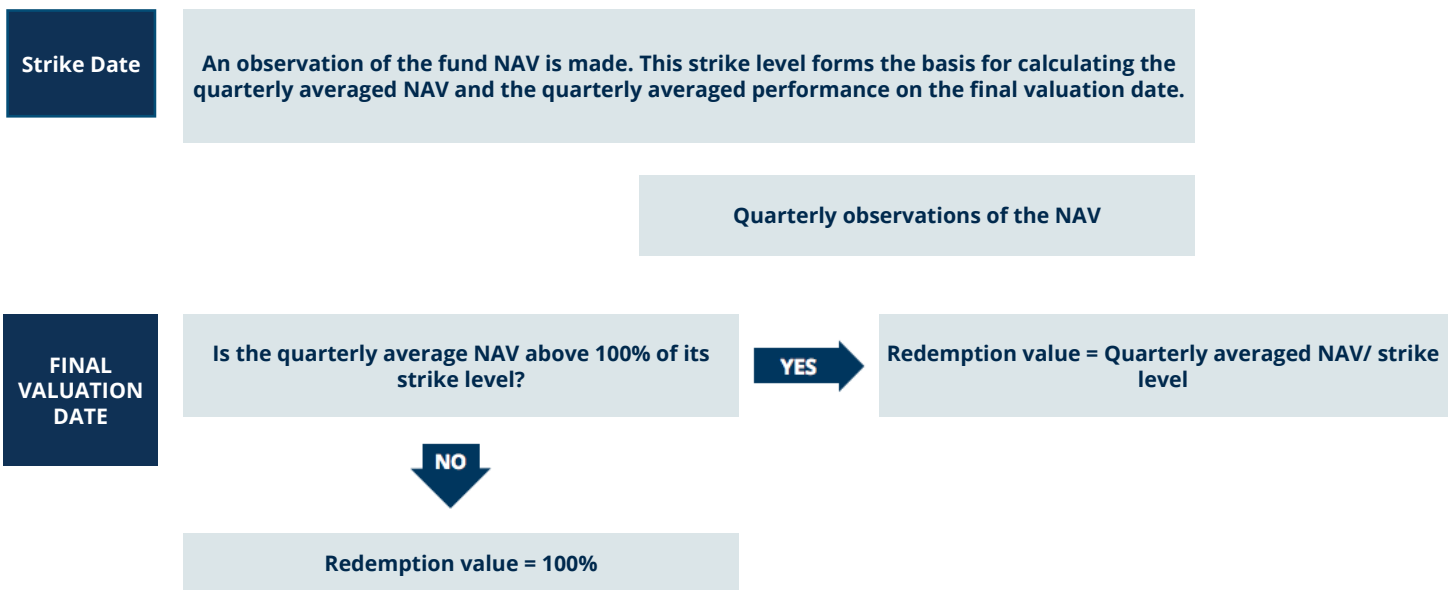 Strike Date
An observation of the fund NAV is made. This strike level forms the basis for calculating the
quarterly averaged NAV and the quarterly averaged performance on the final valuation date.
Quarterly observations of the NAV
FINAL
VALUATION
DATE
Is the quarterly average NAV above 100% of its
strike level?
YES
Redemption value = Quarterly averaged NAV/ strike
level
NO
Redemption value = 100%